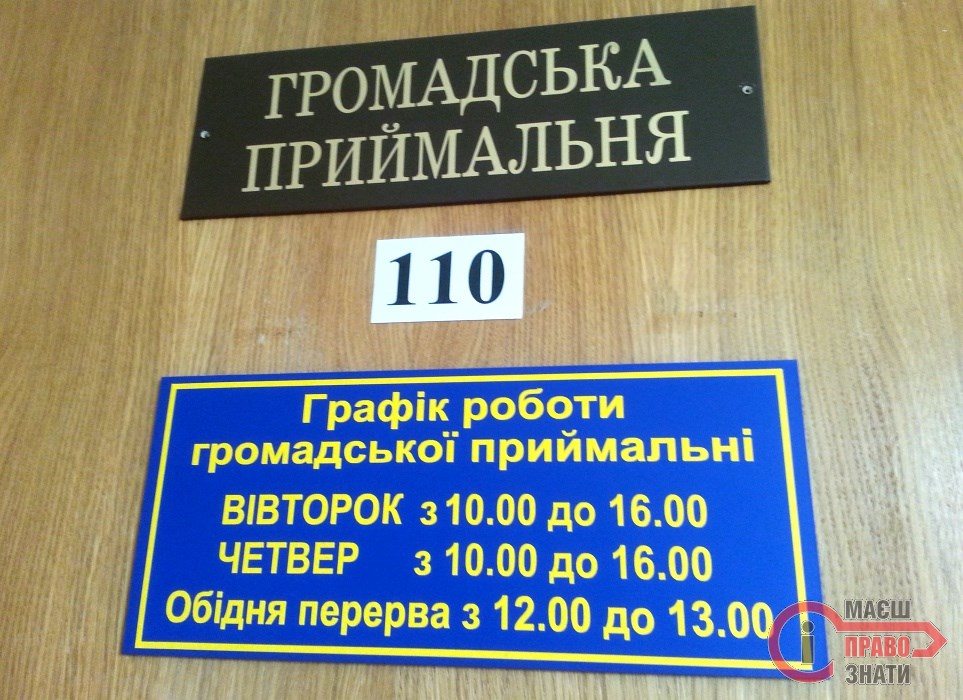 ГРОМАДСЬКА
ПРИЙМАЛЬНЯ
110
Графік роботи
громадської приймальні
ВІВТОРОК з 10.00 до 16.00
ЧЕТВЕР з 10.00 до 16.00
Обідня перерва з 12.00 до 13.00
МАЄШ
ПРАВО
ЗНАТИ